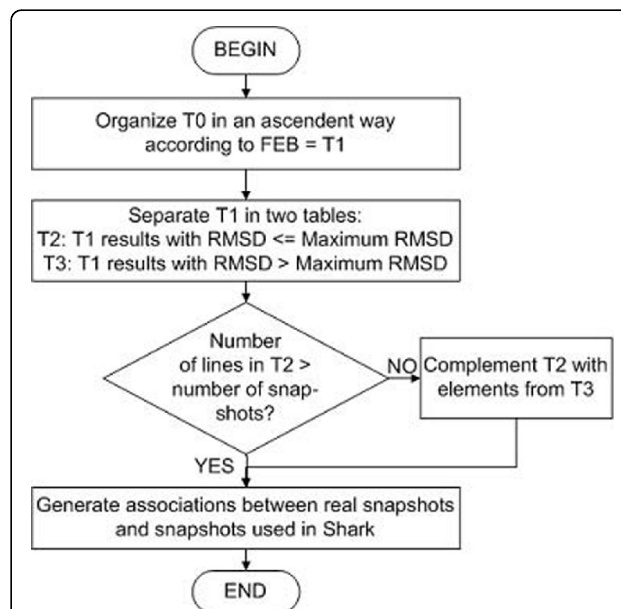 BEGIN
Organize T0 in an ascendent way
according to FEB = T1
Separate T1 in two tables:
T2: T1 results with RMSD <= Maximum RMSD
T3: T1 results with RMSD > Maximum RMSD
Number
of lines in T2 >
number of snap-
shots?
NO
Complement T2 with
elements from T3
YES
Generate associations between real snapshots
and snapshots used in Shark
END